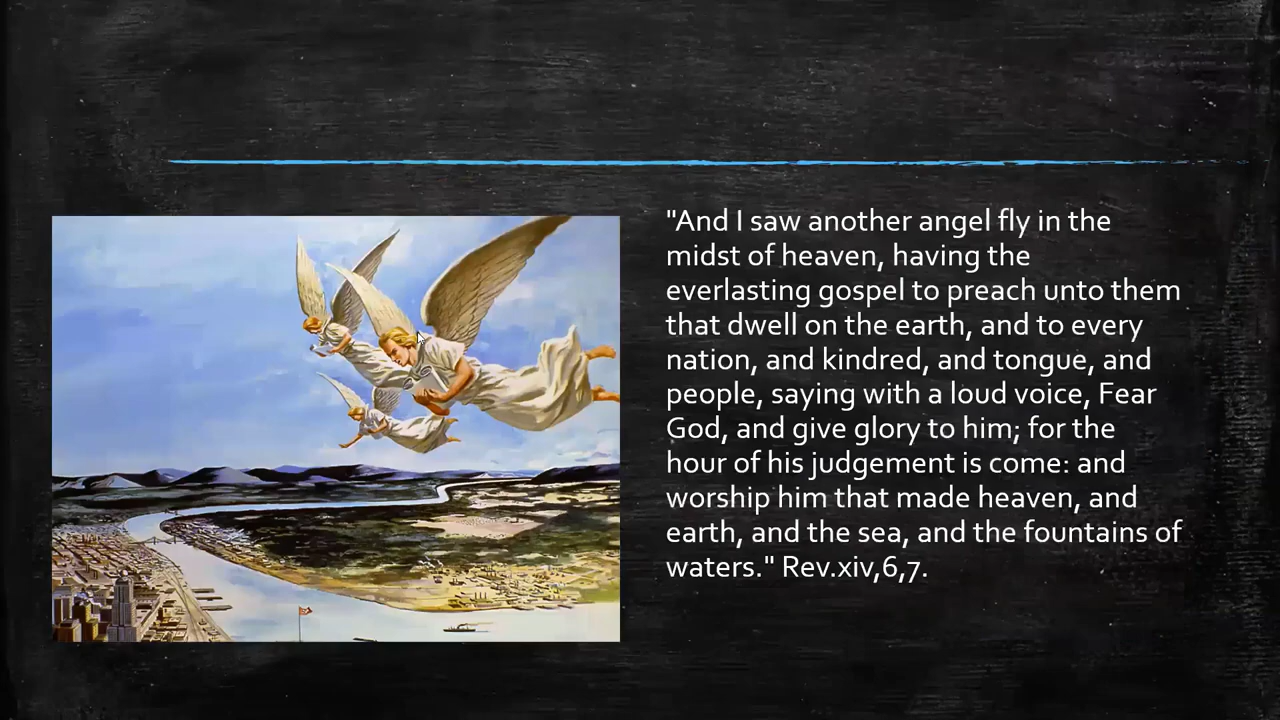 "And I saw another angel fly in the
midst of heaven, having the
everlasting gospel to preach unto them
that dwell on the earth, and to every
nation, and kindred, and tongue, and
people, saying with a loud voice, Fear
God, and give glory to him; for the
hour of his judgement is come: and
worship him that made heaven, and
earth, and the sea, and the fountains of
waters." Rev.xiv,6,7.